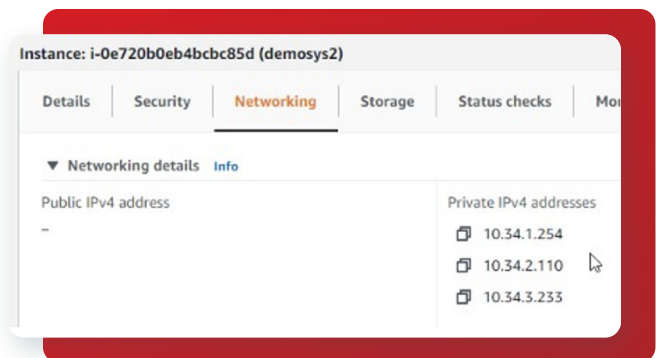 Instance: i-0e720b0eb4bcbc85d (demosys2)
Details Security Networking Storage Status checks
Networking details Info
Public IPv4 address Private IPv4 addresses
– 10.34.1.254
10.34.2.110
10.34.3.233